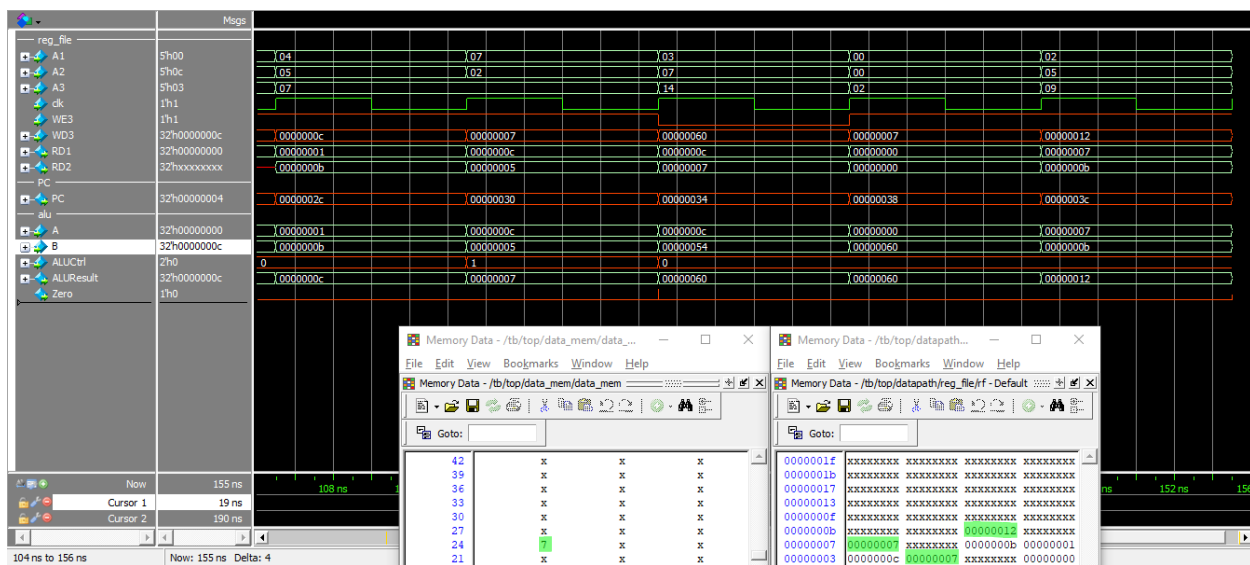 Msgs
reg_file
A1 5'h00 04 07 03 00 02
A2 5'h0c 05 02 07 00 05
A3 5'h03 07 14 02 09
clk 1'h1
WE3 1'h1
WD3 32'h0000000c 0000000c 00000007 00000060 00000007 00000012
RD1 32'h00000000 00000001 0000000c 0000000c 00000000 00000007
RD2 32'hxxxxxxxx 0000000b 00000005 00000007 00000000 0000000b
PC
PC 32'h00000004 0000002c 00000030 00000034 00000038 0000003c
alu
A 32'h00000000 00000001 0000000c 0000000c 00000000 00000007
B 32'h0000000c 0000000b 00000005 00000054 00000060 0000000b
ALUCtrl 2'h0 0 1 0
ALUResult 32'h0000000c 0000000c 00000007 00000060 00000060 00000012
Zero 1'h0
Memory Data - /tb/top/data_mem/data_...
File Edit View Bookmarks Window Help
Memory Data - /tb/top/data_mem/data_mem
Goto:
42 x x x
39 x x x
36 x x x
33 x x x
30 x x x
27 x x x
24 7 x x
21 x x x
Memory Data - /tb/top/datapath...
File Edit View Bookmarks Window Help
Memory Data - /tb/top/datapath/reg_file/rf - Default
Goto:
0000001f xxxxxxxx xxxxxxxx xxxxxxxx xxxxxxxx
0000001b xxxxxxxx xxxxxxxx xxxxxxxx xxxxxxxx
00000017 xxxxxxxx xxxxxxxx xxxxxxxx xxxxxxxx
00000013 xxxxxxxx xxxxxxxx xxxxxxxx xxxxxxxx
0000000f xxxxxxxx xxxxxxxx xxxxxxxx xxxxxxxx
0000000b xxxxxxxx xxxxxxxx 00000012 xxxxxxxx
00000007 00000007 xxxxxxxx 0000000b 00000001
00000003 0000000c 00000007 xxxxxxxx 00000000
Now 155 ns 108 ns 152 ns
Cursor 1 19 ns
Cursor 2 190 ns
104 ns to 156 ns Now: 155 ns Delta: 4